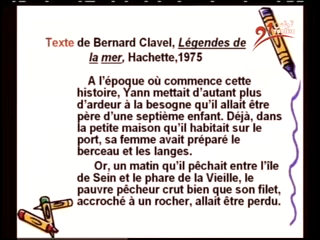 Texte de Bernard Clavel, Légendes de
la mer, Hachette,1975
A l'époque où commence cette
histoire, Yann mettait d'autant plus
d'ardeur à la besogne qu'il allait être
père d'une septième enfant. Déjà, dans
la petite maison qu'il habitait sur le
port, sa femme avait préparé le
berceau et les langes.
Or, un matin qu'il pêchait entre l'île
de Sein et le phare de la Vieille, le
pauvre pêcheur crut bien que son filet,
accroché à un rocher, allait être perdu.